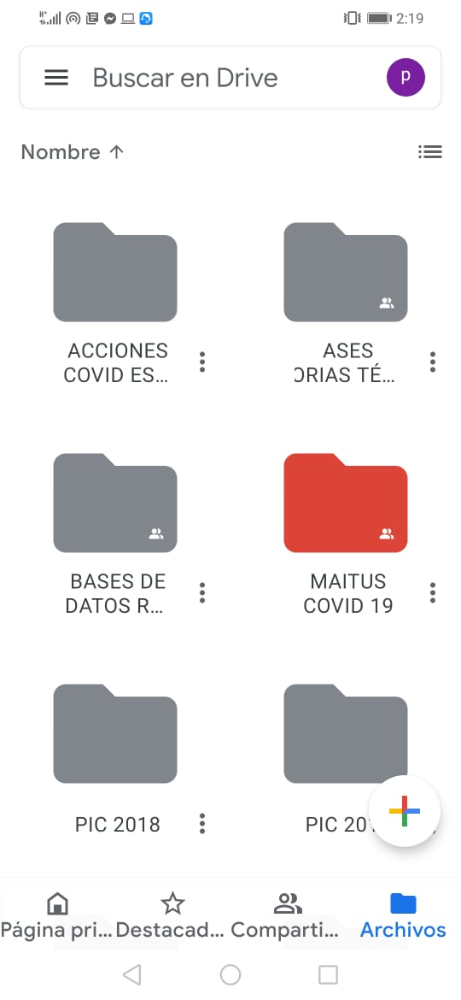 2:19
Buscar en Drive
p
Nombre
ACCIONES
COVID ES...
ASES
ORIAS TÉ...
BASES DE
DATOS R...
MAITUS
COVID 19
PIC 2018
PIC 20
Página pri...
Destacad...
Comparti...
Archivos